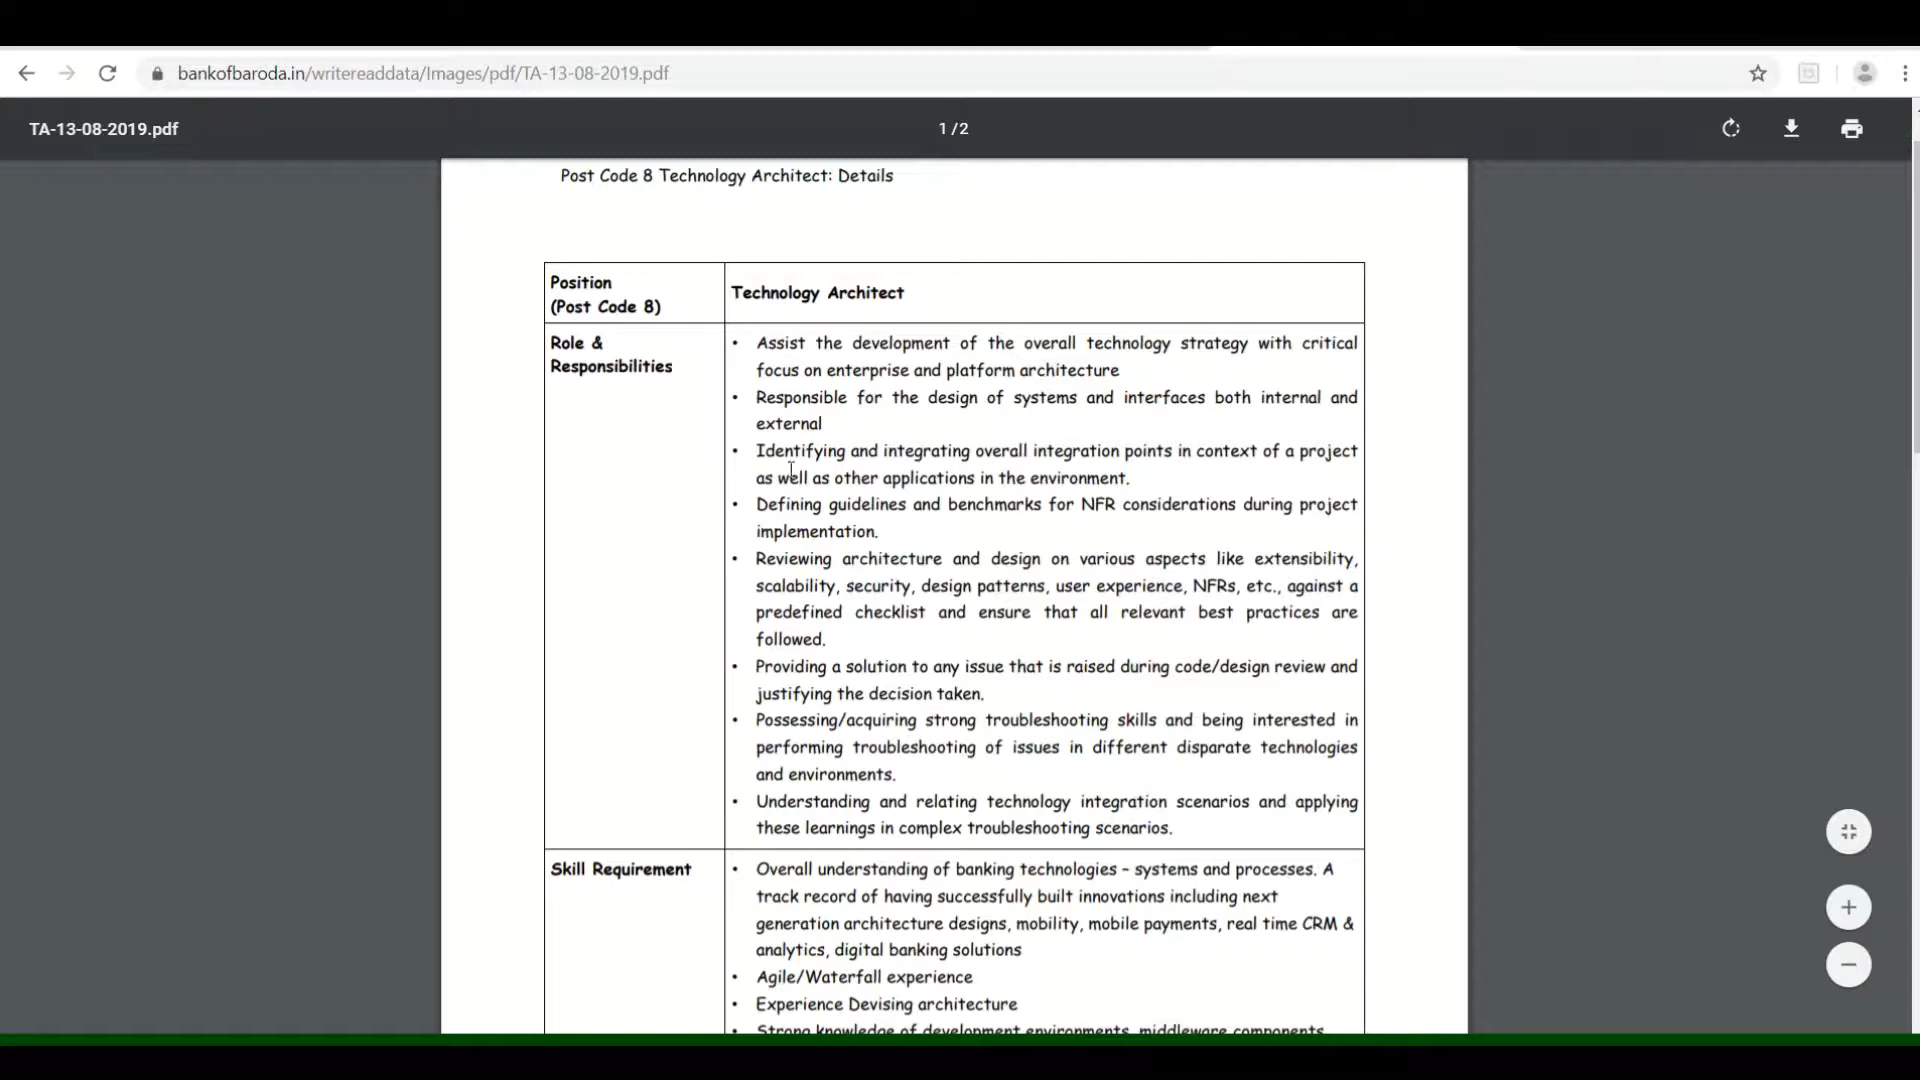 bankofbaroda.in/writereaddata/Images/pdf/TA-13-08-2019.pdf
TA-13-08-2019.pdf
1 / 2
Post Code 8 Technology Architect: Details
Position
(Post Code 8)
Technology Architect
Role &
Responsibilities
• Assist the development of the overall technology strategy with critical
focus on enterprise and platform architecture
• Responsible for the design of systems and interfaces both internal and
external
• Identifying and integrating overall integration points in context of a project
as well as other applications in the environment.
• Defining guidelines and benchmarks for NFR considerations during project
implementation.
• Reviewing architecture and design on various aspects like extensibility,
scalability, security, design patterns, user experience, NFRs, etc., against a
predefined checklist and ensure that all relevant best practices are
followed.
• Providing a solution to any issue that is raised during code/design review and
justifying the decision taken.
• Possessing/acquiring strong troubleshooting skills and being interested in
performing troubleshooting of issues in different disparate technologies
and environments.
• Understanding and relating technology integration scenarios and applying
these learnings in complex troubleshooting scenarios.
Skill Requirement
• Overall understanding of banking technologies – systems and processes. A
track record of having successfully built innovations including next
generation architecture designs, mobility, mobile payments, real time CRM &
analytics, digital banking solutions
• Agile/Waterfall experience
• Experience Devising architecture
• Strong knowledge of development environments, middleware components,